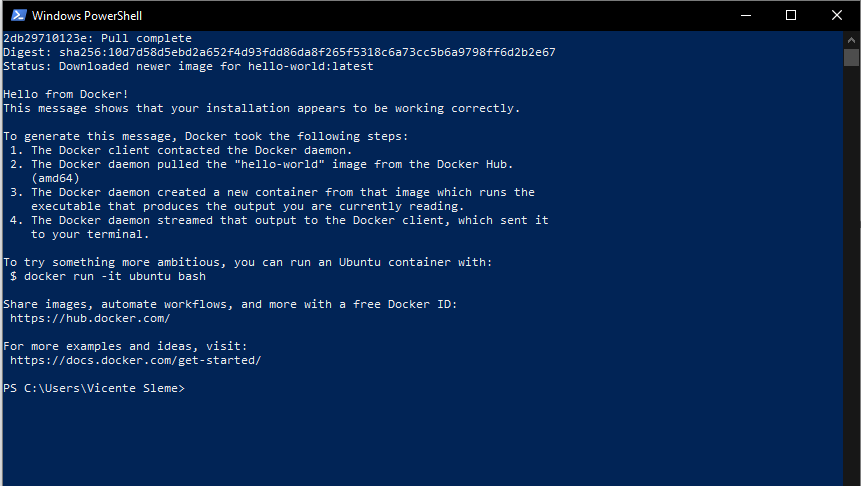 Windows PowerShell
2db29710123e: Pull complete
Digest: sha256:10d7d58d5ebd2a652f4d93fdd86da8f265f5318c6a73cc5b6a9798ff6d2b2e67
Status: Downloaded newer image for hello-world:latest
Hello from Docker!
This message shows that your installation appears to be working correctly.
To generate this message, Docker took the following steps:
1. The Docker client contacted the Docker daemon.
2. The Docker daemon pulled the "hello-world" image from the Docker Hub.
(amd64)
3. The Docker daemon created a new container from that image which runs the
executable that produces the output you are currently reading.
4. The Docker daemon streamed that output to the Docker client, which sent it
to your terminal.
To try something more ambitious, you can run an Ubuntu container with:
$ docker run -it ubuntu bash
Share images, automate workflows, and more with a free Docker ID:
https://hub.docker.com/
For more examples and ideas, visit:
https://docs.docker.com/get-started/
PS C:\Users\Vicente Sleme>